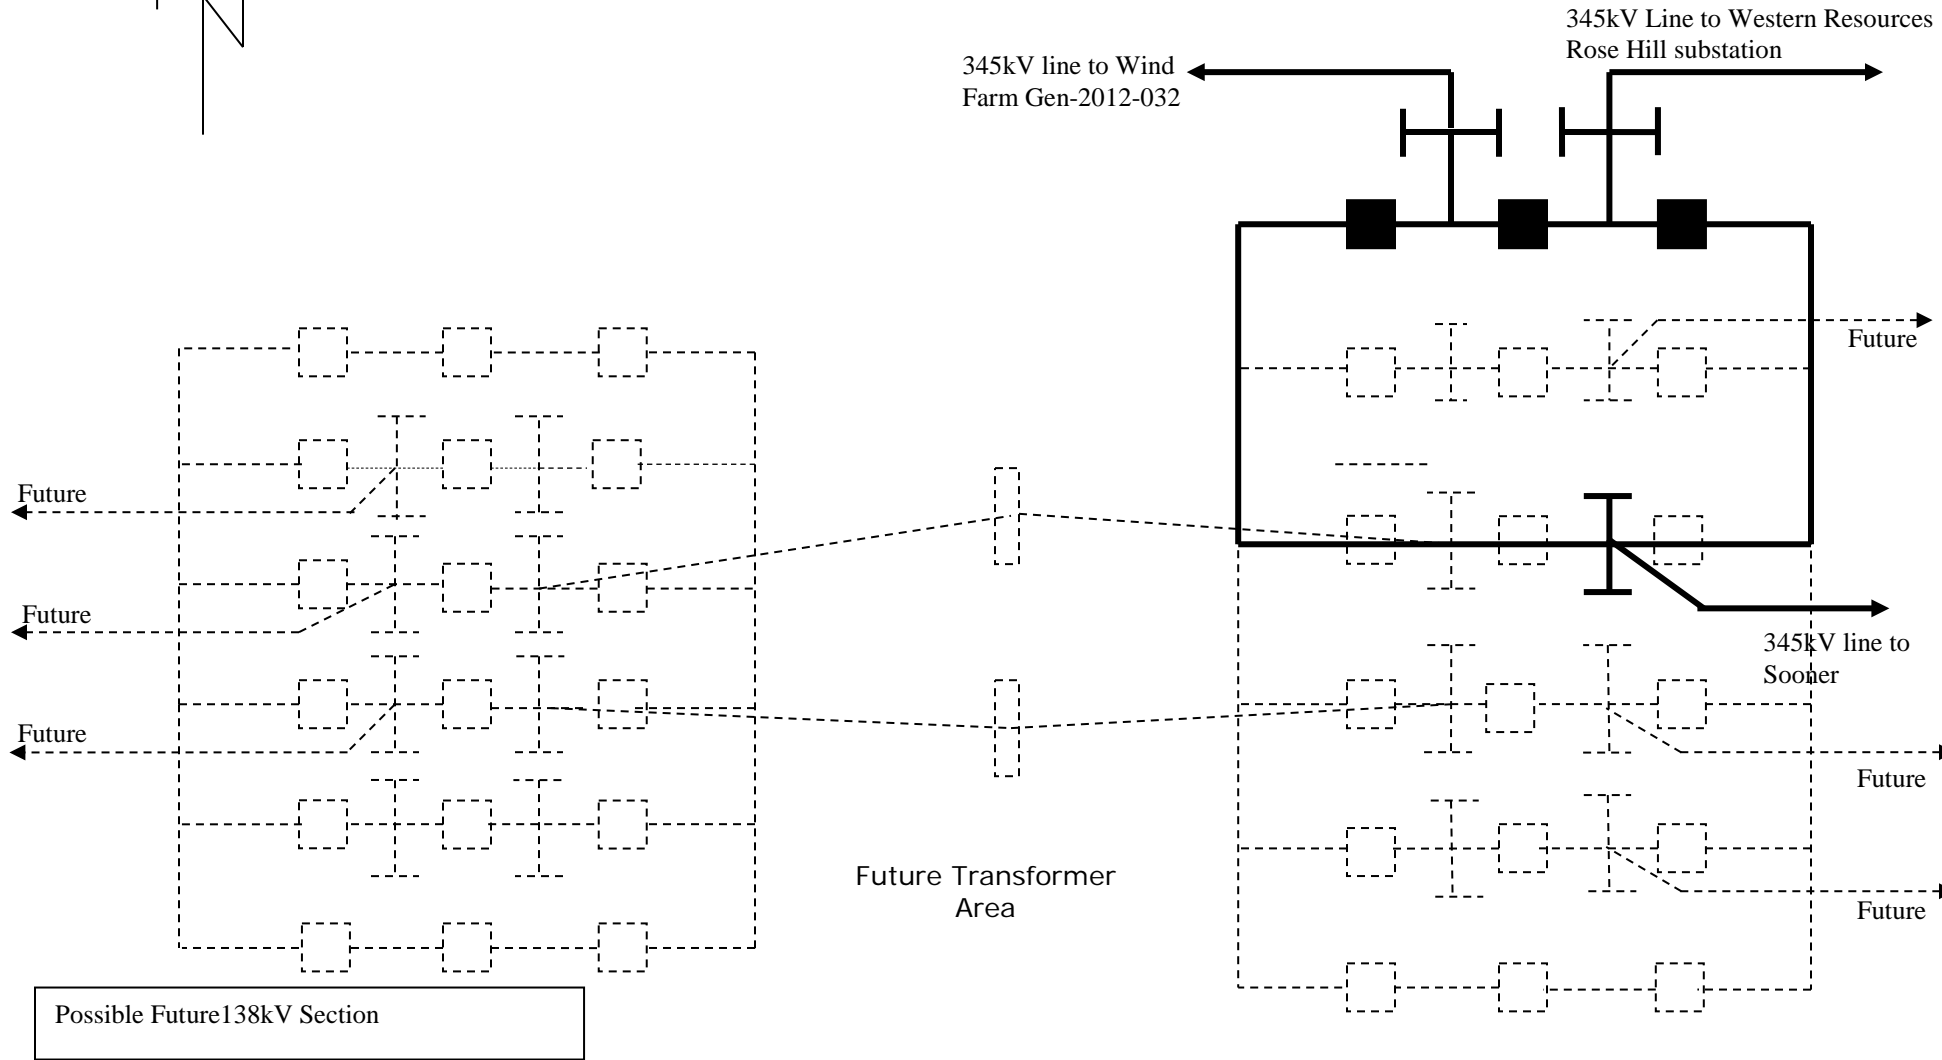 345kV Line to Western Resources
Rose Hill substation
345kV line to Wind
Farm Gen-2012-032
Future
Future
Future
345kV line to
Sooner
Future
Future
Future Transformer
Area
Future
Possible Future138kV Section